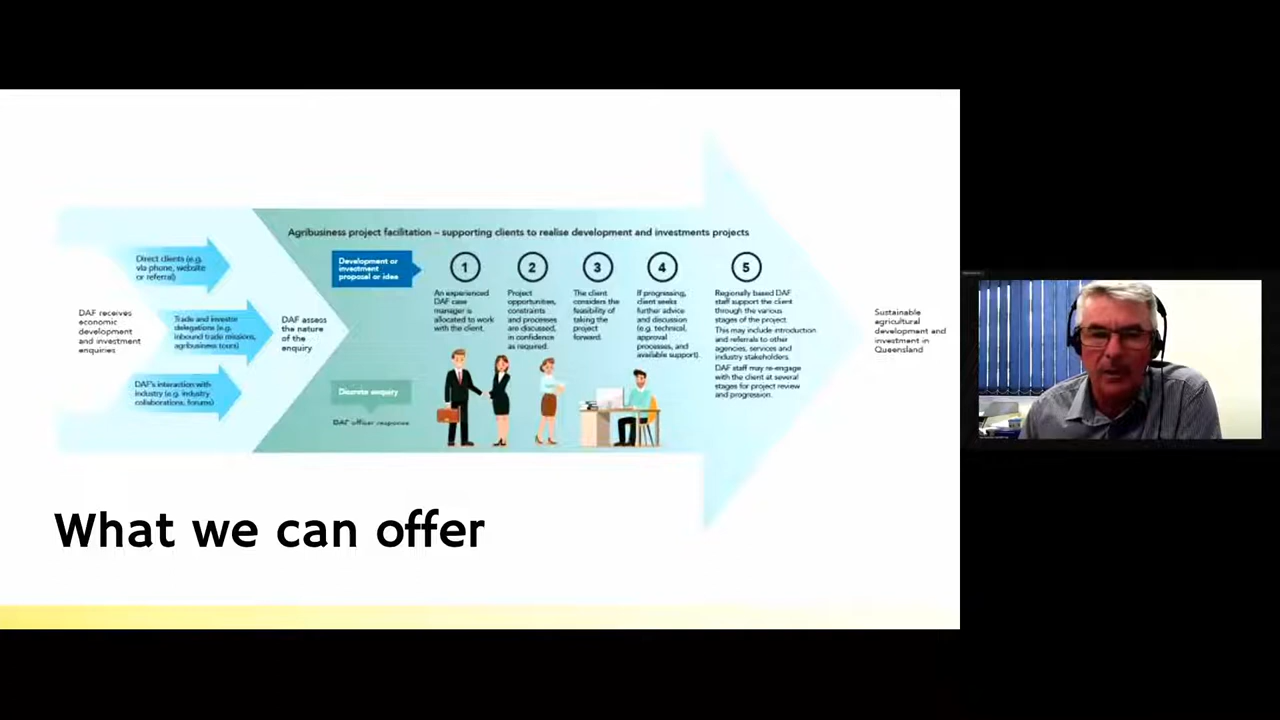 Agribusiness project facilitation – supporting clients to realise development and investments projects
DAF receives
economic
development
and investment
enquiries
Direct clients (e.g.
via phone, website
or referral)
Trade and investor
delegations (e.g.
inbound trade missions,
agribusiness tours)
DAF's interaction with
industry (e.g. industry
collaborations, forums)
DAF assess
the nature
of the
enquiry
Development or
investment
proposal or idea
Discrete enquiry
DAF officer response
1
An experienced
DAF case
manager is
allocated to work
with the client.
2
Project
opportunities,
constraints
and processes
are discussed,
in confidence
as required.
3
The client
considers the
feasibility of
taking the
project
forward.
4
If progressing,
client seeks
further advice
and discussion
(e.g. technical,
approval
processes, and
available support).
5
Regionally based DAF
staff support the client
through the various
stages of the project.
This may include introduction
and referrals to other
agencies, services and
industry stakeholders.
DAF staff may re-engage
with the client at several
stages for project review
and progression.
Sustainable
agricultural
development and
investment in
Queensland
What we can offer